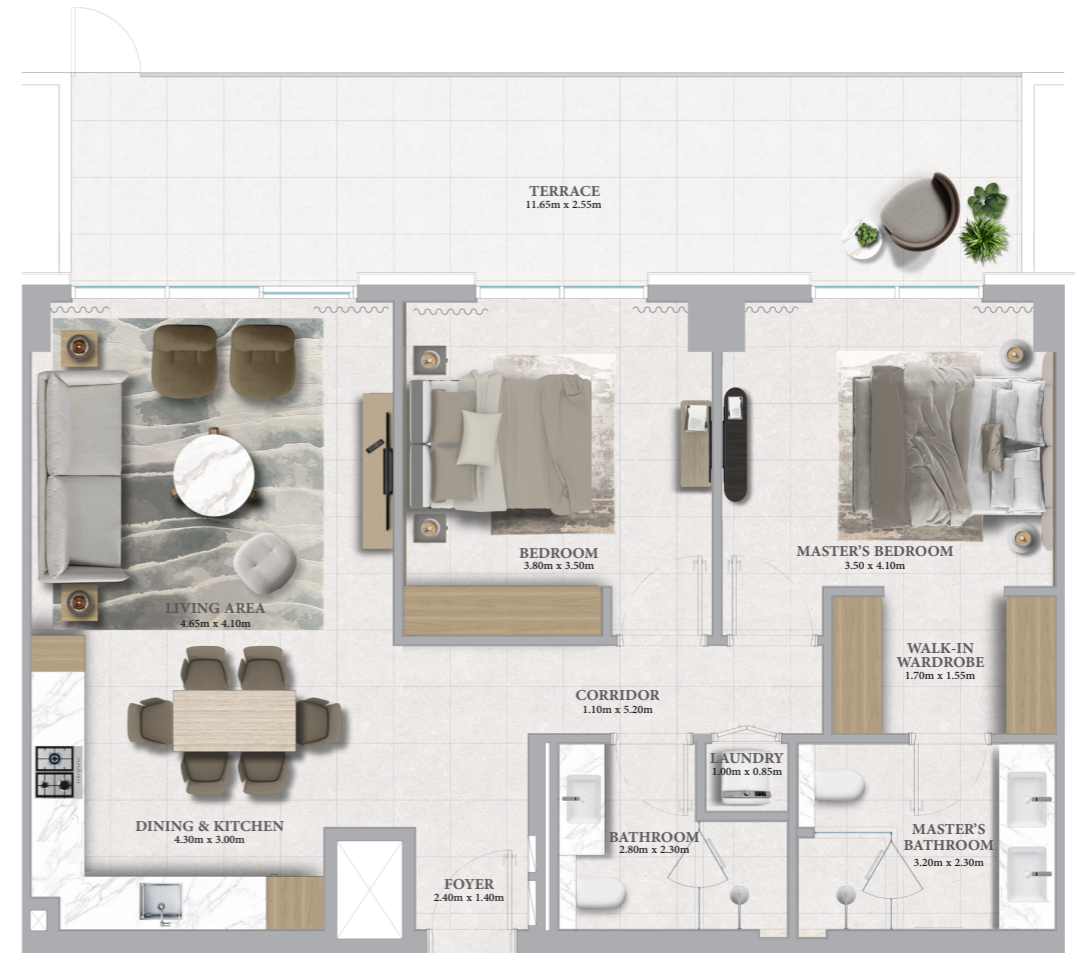 TERRACE
11.65m x 2.55m
BEDROOM
3.80m x 3.50m
MASTER'S BEDROOM
3.50 x 4.10m
LIVING AREA
4.65m x 4.10m
WALK-IN
WARDROBE
1.70m x 1.55m
CORRIDOR
1.10m x 5.20m
LAUNDRY
1.00m x 0.85m
DINING & KITCHEN
4.30m x 3.00m
BATHROOM
2.80m x 2.30m
MASTER'S
BATHROOM
3.20m x 2.30m
FOYER
2.40m x 1.40m